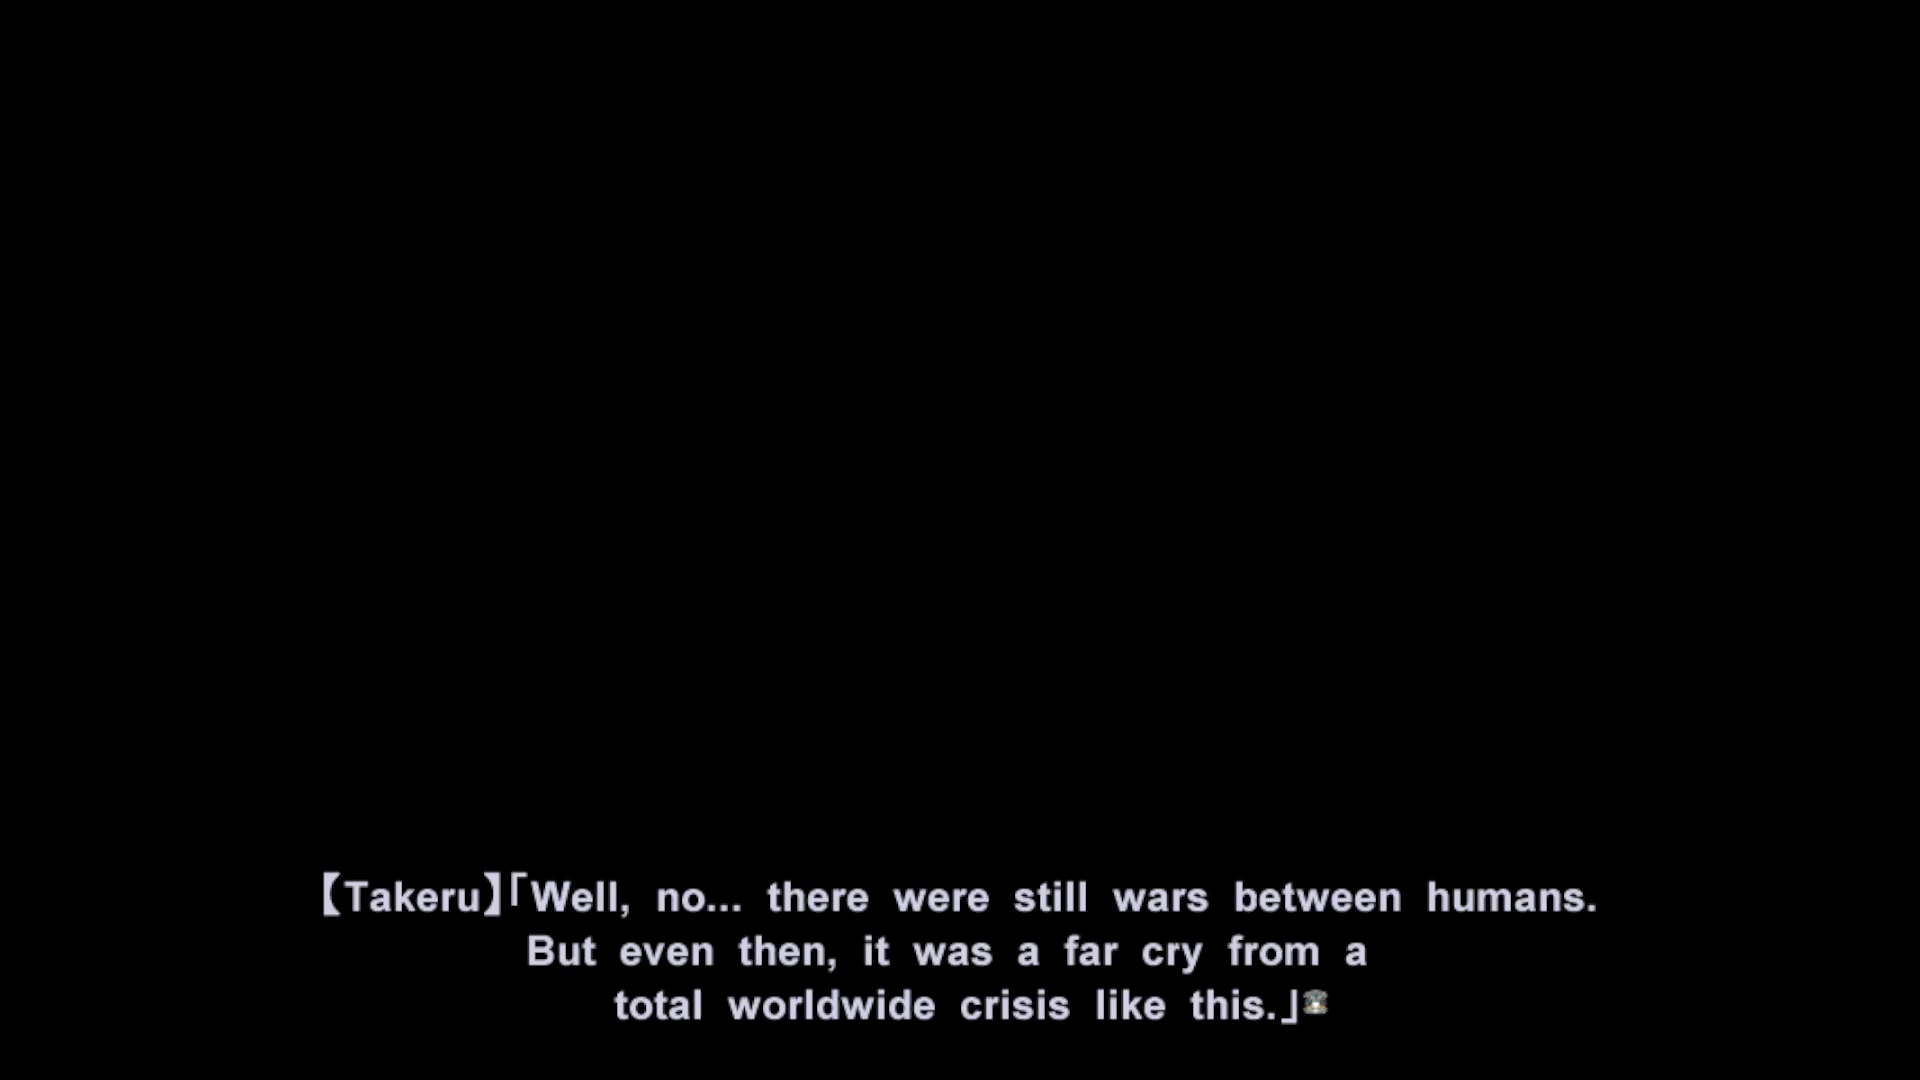 【Takeru】「Well, no... there were still wars between humans.
But even then, it was a far cry from a
total worldwide crisis like this.」